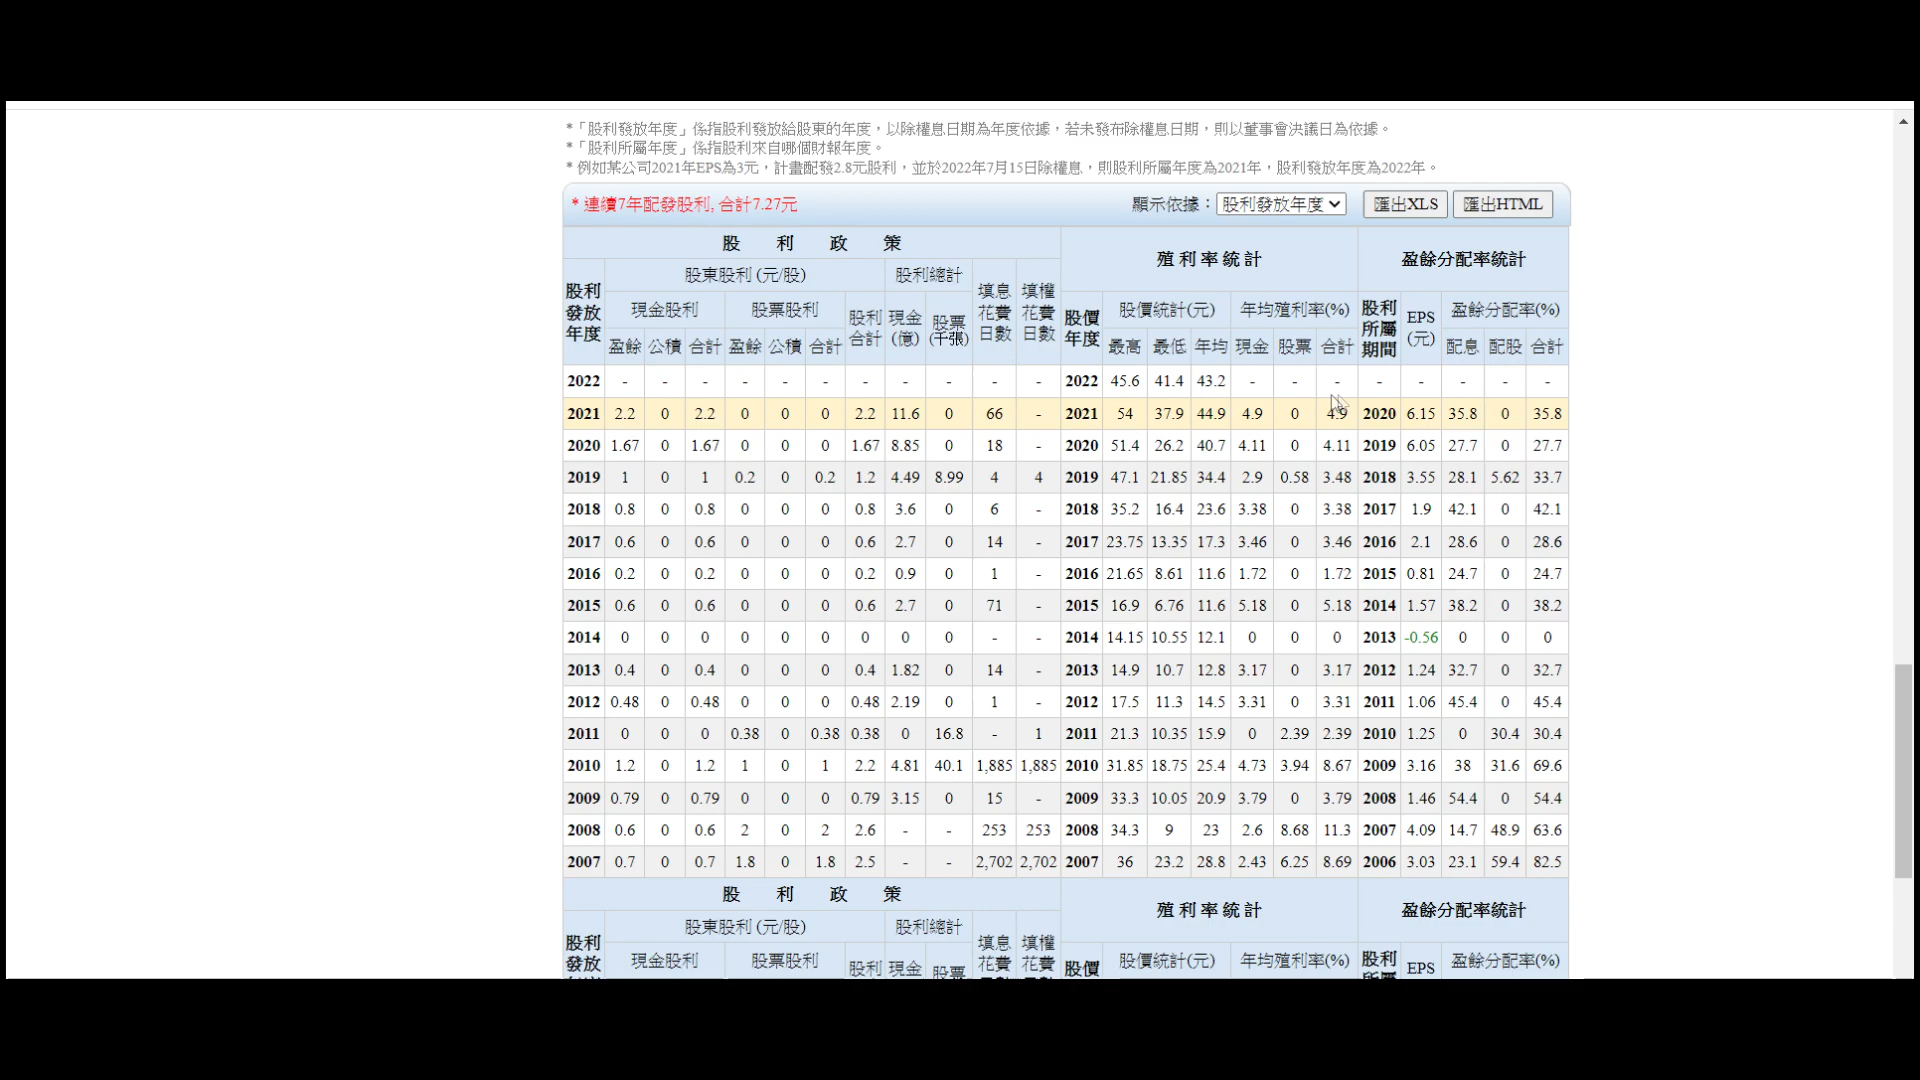 *「股利發放年度」係指股利發放給股東的年度，以除權息日期為年度依據，若未發布除權息日期，則以董事會決議日為依據。
*「股利所屬年度」係指股利來自哪個財報年度。
* 例如某公司2021年EPS為3元，計畫配發2.8元股利，並於2022年7月15日除權息，則股利所屬年度為2021年，股利發放年度為2022年。
* 連續7年配發股利, 合計7.27元 顯示依據： 股利發放年度 匯出XLS 匯出HTML
股利發放年度 股 利 政 策 殖 利 率 統 計 盈餘分配率統計
股東股利 (元/股) 股利總計 填息花費日數 填權花費日數 股價年度 股價統計(元) 年均殖利率(%) 股利所屬期間 EPS(元) 盈餘分配率(%)
現金股利 股票股利 股利合計 現金(億) 股票(千張)
盈餘 公積 合計 盈餘 公積 合計 最高 最低 年均 現金 股票 合計 配息 配股 合計
2022 - - - - - - - - - - - 2022 45.6 41.4 43.2 - - - - - - - -
2021 2.2 0 2.2 0 0 0 2.2 11.6 0 66 - 2021 54 37.9 44.9 4.9 0 4.9 2020 6.15 35.8 0 35.8
2020 1.67 0 1.67 0 0 0 1.67 8.85 0 18 - 2020 51.4 26.2 40.7 4.11 0 4.11 2019 6.05 27.7 0 27.7
2019 1 0 1 0.2 0 0.2 1.2 4.49 8.99 4 4 2019 47.1 21.85 34.4 2.9 0.58 3.48 2018 3.55 28.1 5.62 33.7
2018 0.8 0 0.8 0 0 0 0.8 3.6 0 6 - 2018 35.2 16.4 23.6 3.38 0 3.38 2017 1.9 42.1 0 42.1
2017 0.6 0 0.6 0 0 0 0.6 2.7 0 14 - 2017 23.75 13.35 17.3 3.46 0 3.46 2016 2.1 28.6 0 28.6
2016 0.2 0 0.2 0 0 0 0.2 0.9 0 1 - 2016 21.65 8.61 11.6 1.72 0 1.72 2015 0.81 24.7 0 24.7
2015 0.6 0 0.6 0 0 0 0.6 2.7 0 71 - 2015 16.9 6.76 11.6 5.18 0 5.18 2014 1.57 38.2 0 38.2
2014 0 0 0 0 0 0 0 0 0 - - 2014 14.15 10.55 12.1 0 0 0 2013 -0.56 0 0 0
2013 0.4 0 0.4 0 0 0 0.4 1.82 0 14 - 2013 14.9 10.7 12.8 3.17 0 3.17 2012 1.24 32.7 0 32.7
2012 0.48 0 0.48 0 0 0 0.48 2.19 0 1 - 2012 17.5 11.3 14.5 3.31 0 3.31 2011 1.06 45.4 0 45.4
2011 0 0 0 0.38 0 0.38 0.38 0 16.8 - 1 2011 21.3 10.35 15.9 0 2.39 2.39 2010 1.25 0 30.4 30.4
2010 1.2 0 1.2 1 0 1 2.2 4.81 40.1 1,885 1,885 2010 31.85 18.75 25.4 4.73 3.94 8.67 2009 3.16 38 31.6 69.6
2009 0.79 0 0.79 0 0 0 0.79 3.15 0 15 - 2009 33.3 10.05 20.9 3.79 0 3.79 2008 1.46 54.4 0 54.4
2008 0.6 0 0.6 2 0 2 2.6 - - 253 253 2008 34.3 9 23 2.6 8.68 11.3 2007 4.09 14.7 48.9 63.6
2007 0.7 0 0.7 1.8 0 1.8 2.5 - - 2,702 2,702 2007 36 23.2 28.8 2.43 6.25 8.69 2006 3.03 23.1 59.4 82.5
股 利 政 策 殖 利 率 統 計 盈餘分配率統計
股利發放 股東股利 (元/股) 股利總計 填息花費 填權花費
現金股利 股票股利 股利 現金 股票 股價 股價統計(元) 年均殖利率(%) 股利 EPS 盈餘分配率(%)